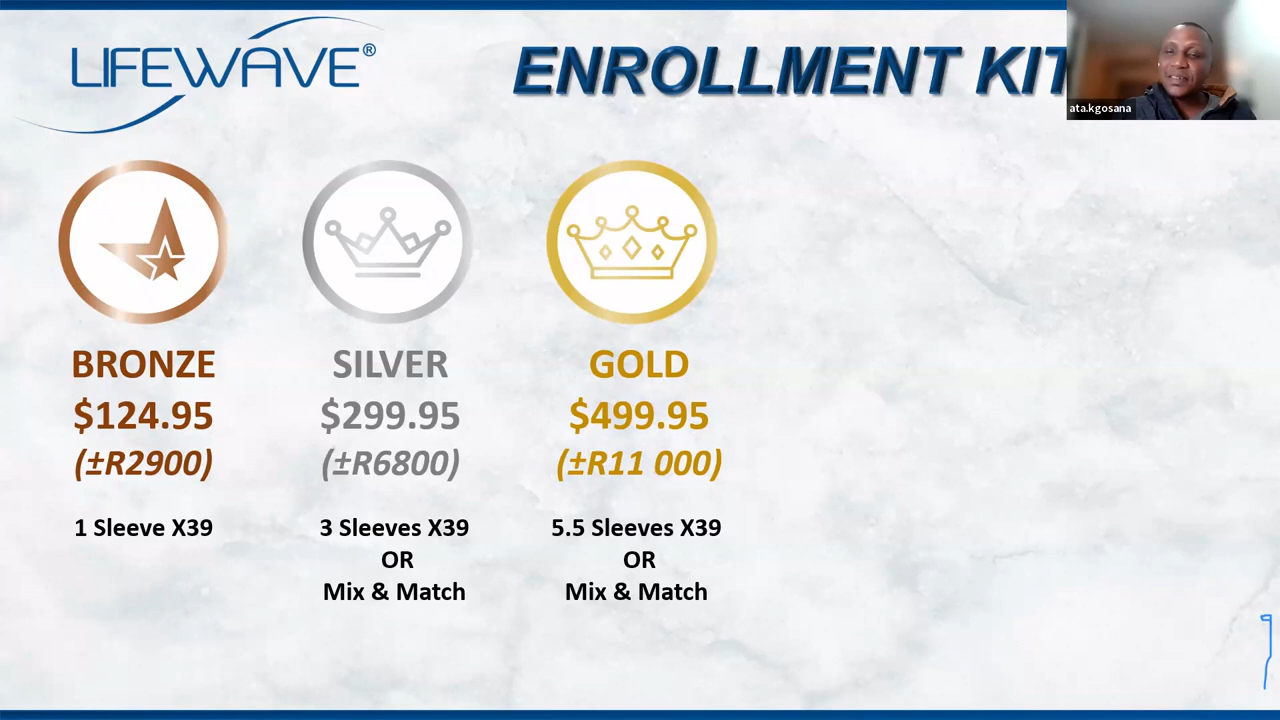 LIFEWAVE®
ENROLLMENT KIT
ata.kgosana
BRONZE
$124.95
(±R2900)
1 Sleeve X39
SILVER
$299.95
(±R6800)
3 Sleeves X39
OR
Mix & Match
GOLD
$499.95
(±R11 000)
5.5 Sleeves X39
OR
Mix & Match